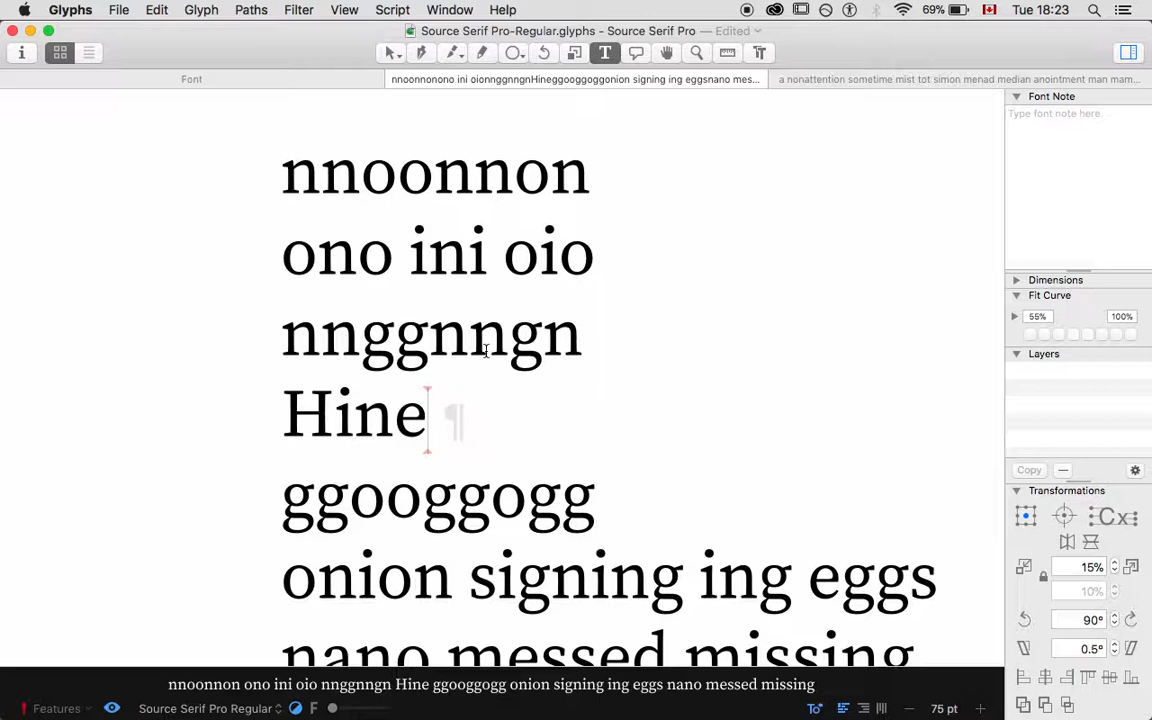 Glyphs File Edit Glyph Paths Filter View Script Window Help 69% Tue 18:23
Source Serif Pro-Regular.glyphs - Source Serif Pro — Edited
Font nnoonnonono ini oionnggnngnHineggooggoggonion signing ing eggsnano mes... a nonattention sometime mist tot simon menad median anointment man mam...
Font Note
Type font note here...
nnoonnon
ono ini oio
nnggnngn
Hine ¶
ggooggogg
onion signing ing eggs
nano messed missing
Dimensions
Fit Curve
55% 100%
Layers
Copy
Transformations
Cx
15%
10%
90°
0.5°
nnoonnon ono ini oio nnggnngn Hine ggooggogg onion signing ing eggs nano messed missing
Features Source Serif Pro Regular F 75 pt